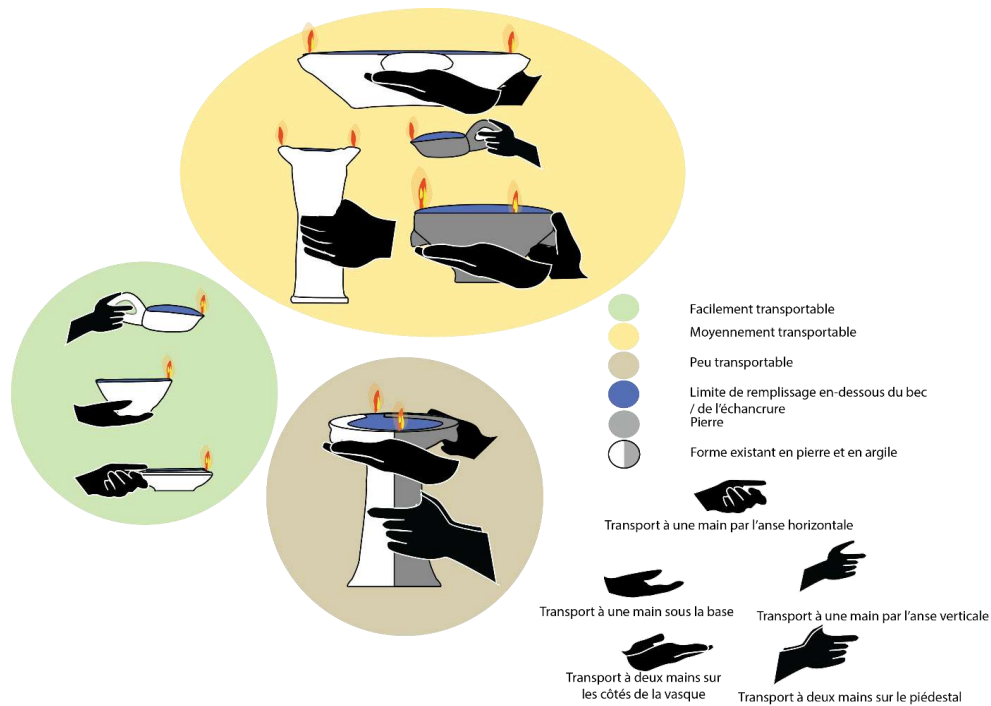 Facilement transportable
Moyennement transportable
Peu transportable
Limite de remplissage en-dessous du bec
/ de l'échancrure
Pierre
Forme existant en pierre et en argile
Transport à une main par l'anse horizontale
Transport à une main sous la base
Transport à une main par l'anse verticale
Transport à deux mains sur
les côtés de la vasque
Transport à deux mains sur le piédestal